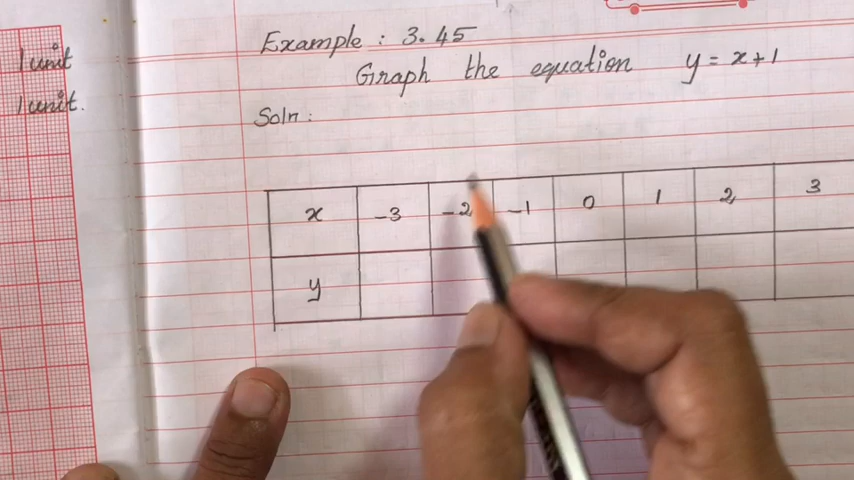 1 unit
1 unit.
Example : 3.45
Graph the equation y = x+1
Soln :
x -3 -2 -1 0 1 2 3
y